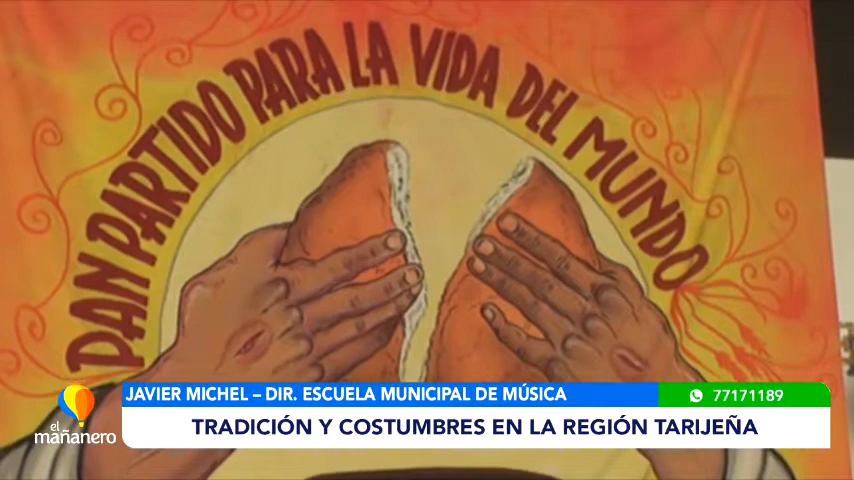 PAN PARTIDO PARA LA VIDA DEL MUNDO
JAVIER MICHEL – DIR. ESCUELA MUNICIPAL DE MÚSICA
77171189
el mañanero
TRADICIÓN Y COSTUMBRES EN LA REGIÓN TARIJEÑA